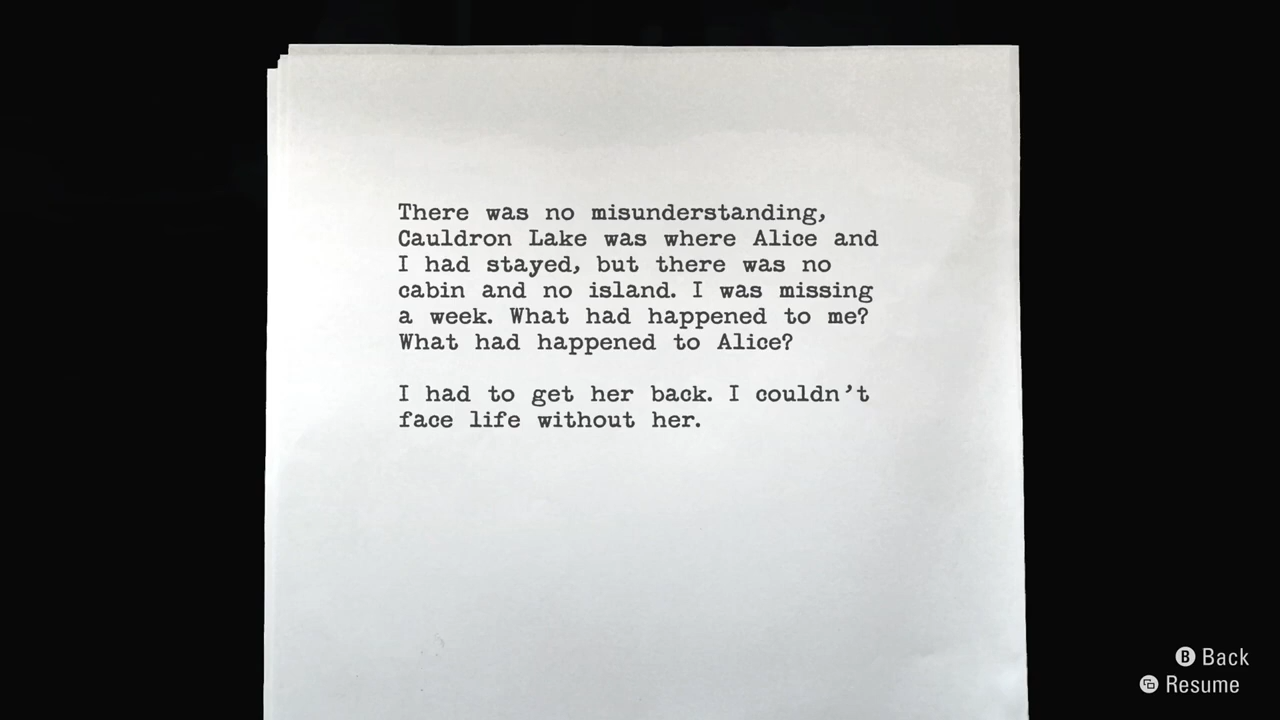 There was no misunderstanding,
Cauldron Lake was where Alice and
I had stayed, but there was no
cabin and no island. I was missing
a week. What had happened to me?
What had happened to Alice?
I had to get her back. I couldn't
face life without her.
B Back
Resume